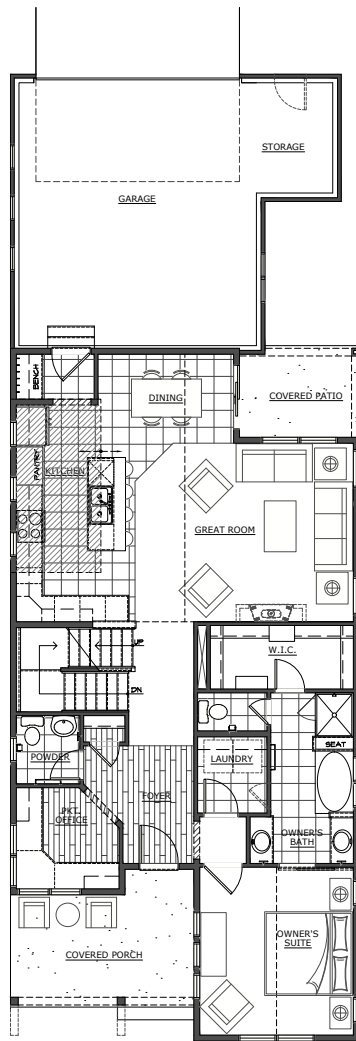 STORAGE
GARAGE
BENCH
DINING
COVERED PATIO
PANTRY
KITCHEN
GREAT ROOM
UP
W.I.C.
DN
POWDER
LAUNDRY
SEAT
FOYER
PKT.
OFFICE
OWNER'S
BATH
OWNER'S
SUITE
COVERED PORCH